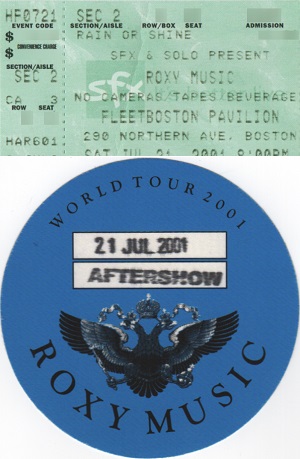 HF0721 SEC 2 ADMISSION
EVENT CODE SECTION/AISLE ROW/BOX SEAT ADMISSION
$ RAIN OR SHINE
CONVENIENCE CHARGE
$ SFX & SOLO PRESENT
SECTION/AISLE
SEC 2 ROXY MUSIC
CA 3 NO CAMERAS TAPES BEVERAGE
ROW SEAT FLEETBOSTON PAVILION
HAR601 290 NORTHERN AVE. BOSTON
SAT JUL 21, 2001 8:00PM
sfx
WORLD TOUR 2001
21 JUL 2001
AFTERSHOW
ROXY MUSIC